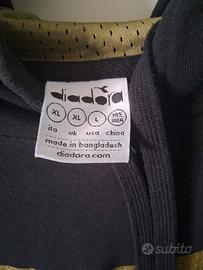 diadora
XL XL L
ita uk usa china
made in bangladesh
diadora.com
subito